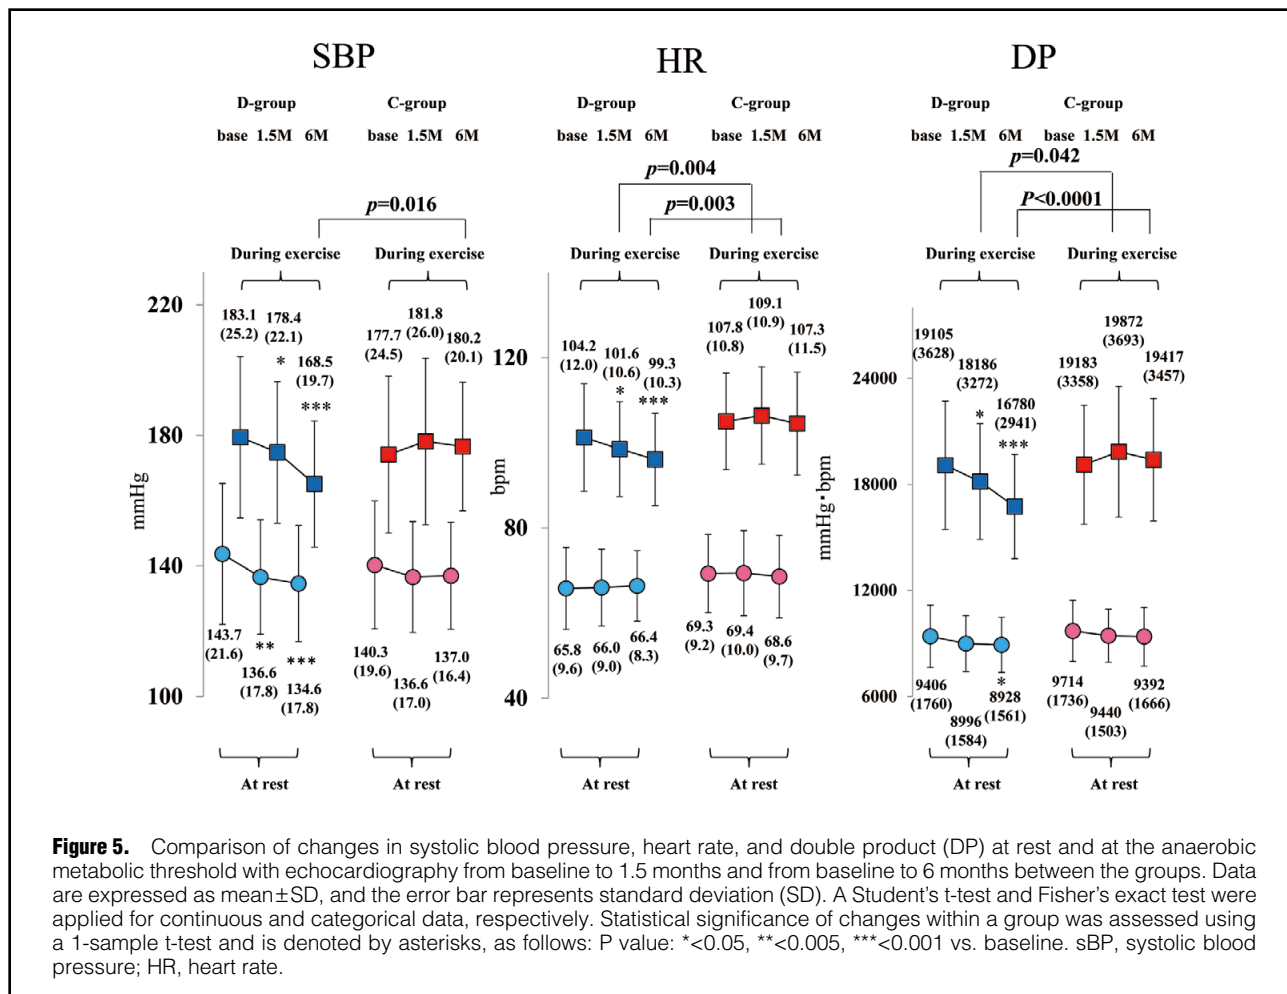 SBP
HR
DP
D-group
C-group
D-group
C-group
D-group
C-group
base 1.5M 6M
base 1.5M 6M
base 1.5M 6M
base 1.5M 6M
base 1.5M 6M
base 1.5M 6M
p=0.016
p=0.004
p=0.003
p=0.042
P<0.0001
During exercise
During exercise
During exercise
During exercise
During exercise
During exercise
mmHg
220
180
140
100
183.1
(25.2)
178.4
(22.1)
*
168.5
(19.7)
***
177.7
(24.5)
181.8
(26.0)
180.2
(20.1)
143.7
(21.6)
**
136.6
(17.8)
***
134.6
(17.8)
140.3
(19.6)
136.6
(17.0)
137.0
(16.4)
At rest
At rest
bpm
120
80
40
104.2
(12.0)
101.6
(10.6)
*
99.3
(10.3)
***
107.8
(10.8)
109.1
(10.9)
107.3
(11.5)
65.8
(9.6)
66.0
(9.0)
66.4
(8.3)
69.3
(9.2)
69.4
(10.0)
68.6
(9.7)
At rest
At rest
mmHg·bpm
24000
18000
12000
6000
19105
(3628)
18186
(3272)
*
16780
(2941)
***
19183
(3358)
19872
(3693)
19417
(3457)
9406
(1760)
8996
(1584)
*
8928
(1561)
9714
(1736)
9440
(1503)
9392
(1666)
At rest
At rest
Figure 5. Comparison of changes in systolic blood pressure, heart rate, and double product (DP) at rest and at the anaerobic
metabolic threshold with echocardiography from baseline to 1.5 months and from baseline to 6 months between the groups. Data
are expressed as mean±SD, and the error bar represents standard deviation (SD). A Student's t-test and Fisher's exact test were
applied for continuous and categorical data, respectively. Statistical significance of changes within a group was assessed using
a 1-sample t-test and is denoted by asterisks, as follows: P value: *<0.05, **<0.005, ***<0.001 vs. baseline. sBP, systolic blood
pressure; HR, heart rate.